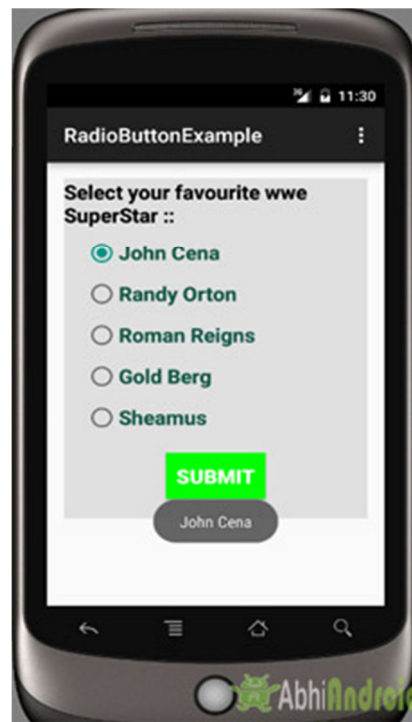 3G 11:30
RadioButtonExample
Select your favourite wwe
SuperStar ::
John Cena
Randy Orton
Roman Reigns
Gold Berg
Sheamus
SUBMIT
John Cena
AbhiAndroid